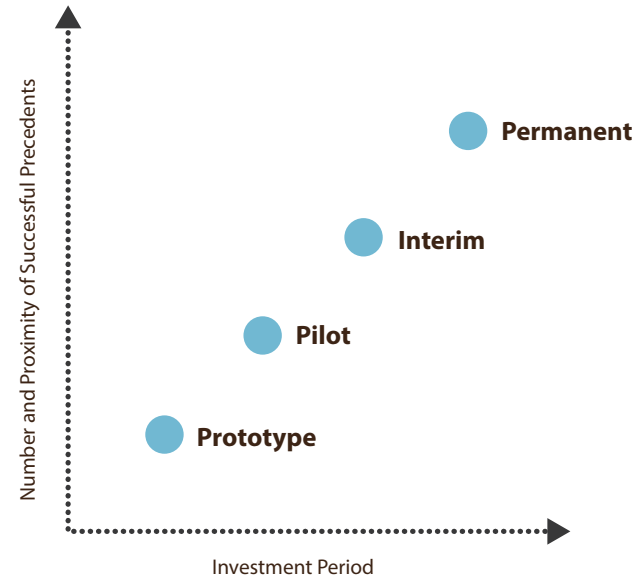 Number and Proximity of Successful Precedents
Permanent
Interim
Pilot
Prototype
Investment Period